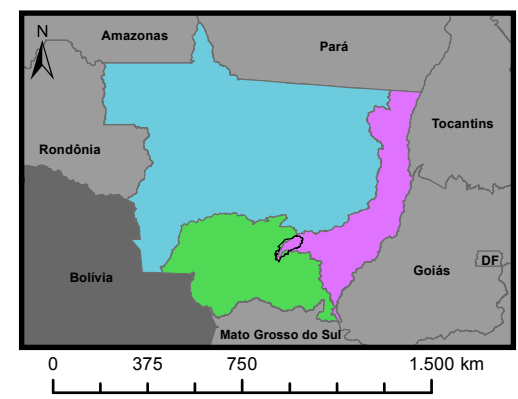 N
Amazonas
Pará
Tocantins
Rondônia
Bolívia
Goiás
DF
Mato Grosso do Sul
0 375 750 1.500 km